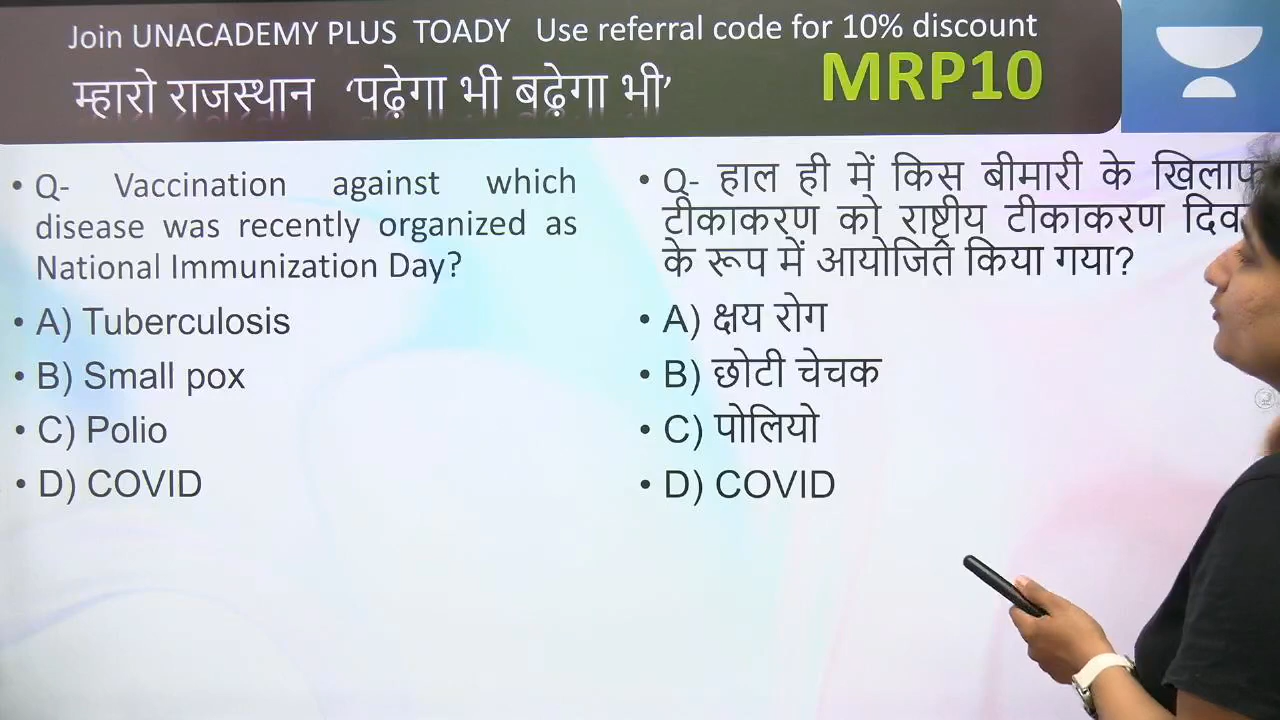 Join UNACADEMY PLUS TOADY Use referral code for 10% discount
म्हारो राजस्थान ‘पढ़ेगा भी बढ़ेगा भी’ MRP10
• Q- Vaccination against which
disease was recently organized as
National Immunization Day?
• A) Tuberculosis
• B) Small pox
• C) Polio
• D) COVID
• Q- हाल ही में किस बीमारी के खिलाफ
टीकाकरण को राष्ट्रीय टीकाकरण
के रूप में आयोजित किया गया?
• A) क्षय रोग
• B) छोटी चेचक
• C) पोलियो
• D) COVID